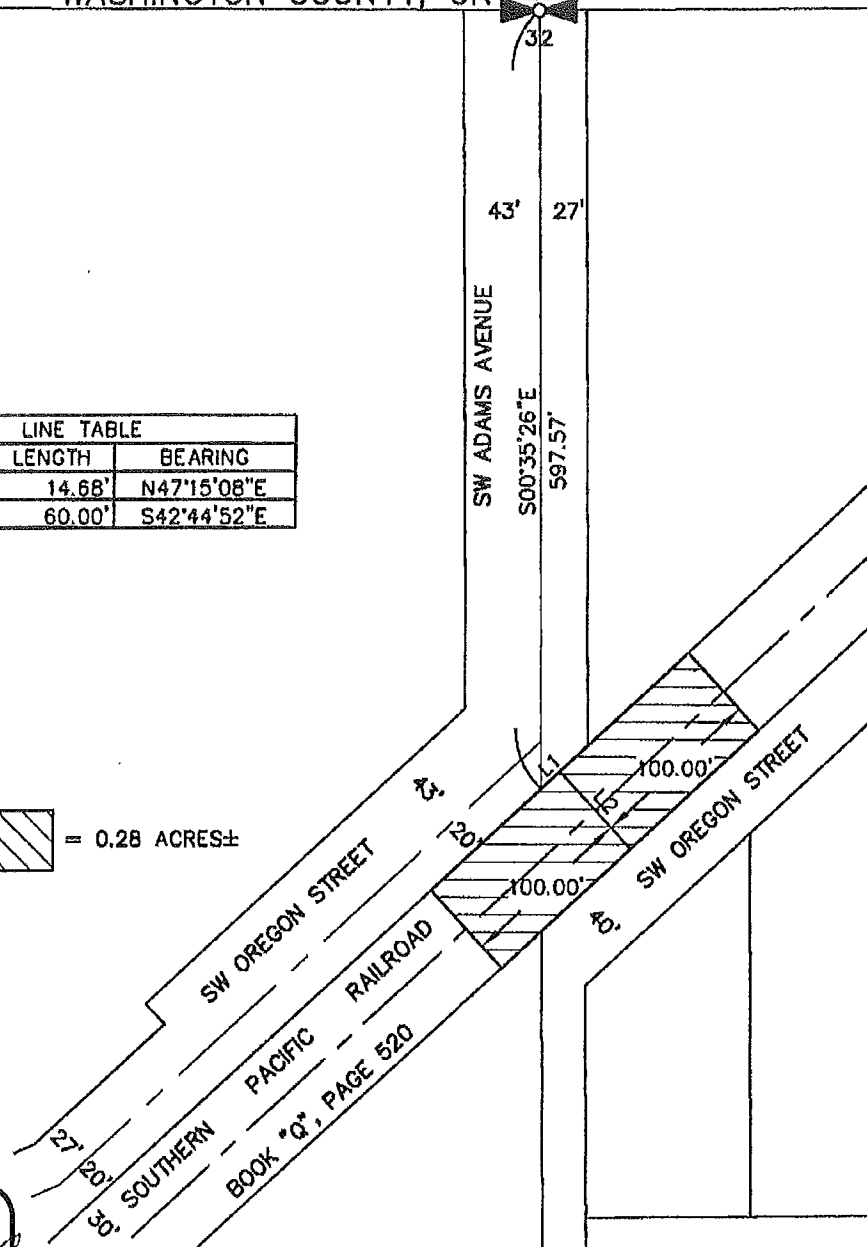 WASHINGTON COUNTY, OR
32
43' 27'
SW ADAMS AVENUE
S00°35'26"E
597.57'
LINE TABLE
LENGTH BEARING
14.68' N47°15'08"E
60.00' S42°44'52"E
L1
L2
100.00'
100.00'
43'
20'
= 0.28 ACRES±
SW OREGON STREET
SW OREGON STREET
40'
SOUTHERN PACIFIC RAILROAD
BOOK "Q", PAGE 520
27'
20'
30'